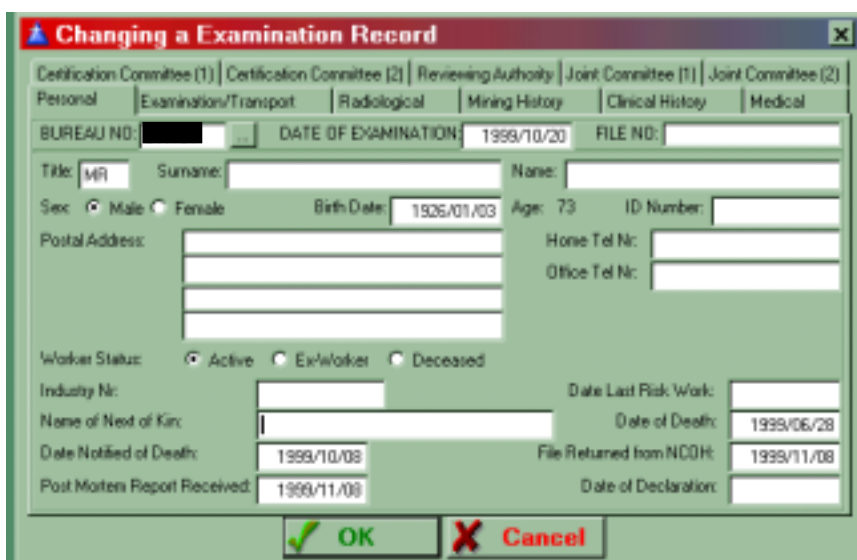 Changing a Examination Record
Certification Committee (1) Certification Committee (2) Reviewing Authority Joint Committee (1) Joint Committee (2)
Personal Examination/Transport Radiological Mining History Clinical History Medical
BUREAU NO: ... DATE OF EXAMINATION: 1999/10/20 FILE NO:
Title: MR Surname: Name:
Sex: Male Female Birth Date: 1926/01/03 Age: 73 ID Number:
Postal Address: Home Tel Nr:
Office Tel Nr:
Worker Status: Active Ex-Worker Deceased
Industry Nr: Date Last Risk Work:
Name of Next of Kin: Date of Death: 1999/06/28
Date Notified of Death: 1999/10/08 File Returned from NCOH: 1999/11/08
Post Mortem Report Received: 1999/11/08 Date of Declaration:
OK Cancel